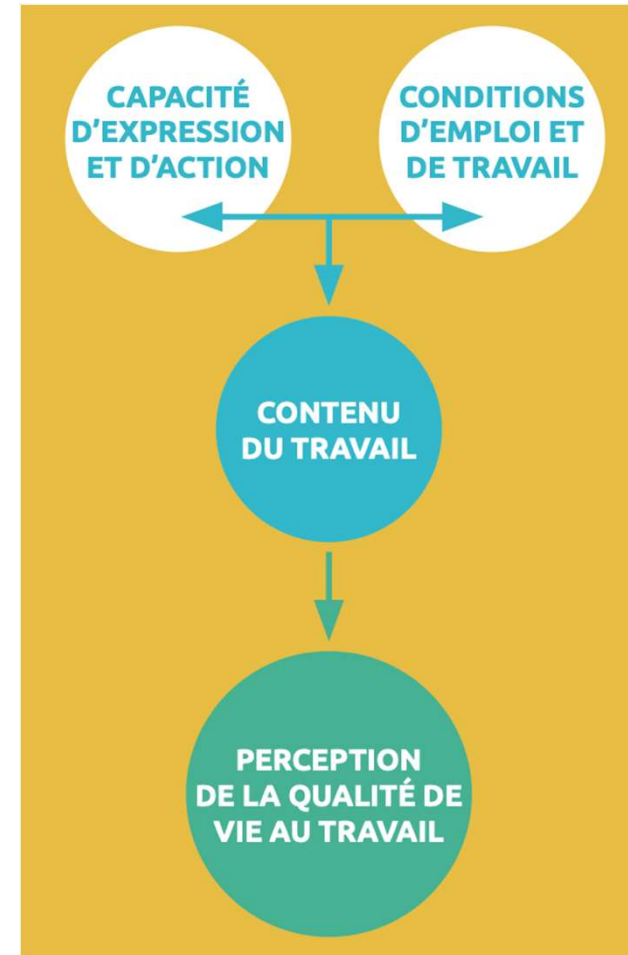 CAPACITÉ
D'EXPRESSION
ET D'ACTION
CONDITIONS
D'EMPLOI ET
DE TRAVAIL
CONTENU
DU TRAVAIL
PERCEPTION
DE LA QUALITÉ DE
VIE AU TRAVAIL